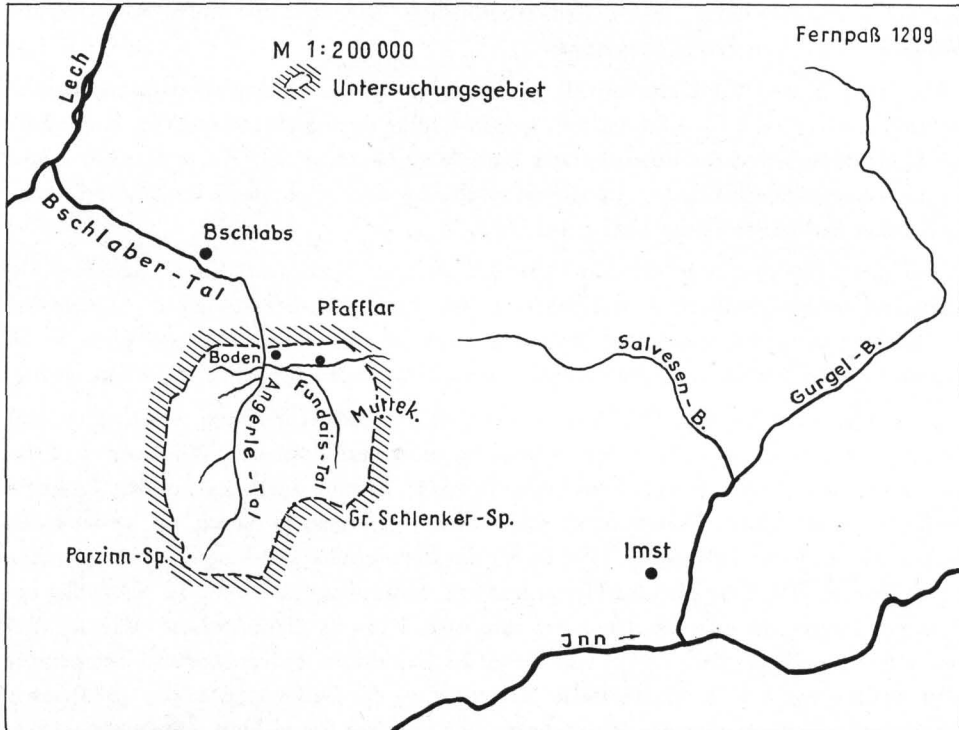 Fernpaß 1209
M 1:200 000
Untersuchungsgebiet
Lech
Bschlaber-Tal
Bschlabs
Pfafflar
Boden
Angerle-Tal
Fundais-Tal
Muttek.
Gr. Schlenker-Sp.
Parzinn-Sp.
Salvesen-B.
Gurgel-B.
Imst
Jnn →